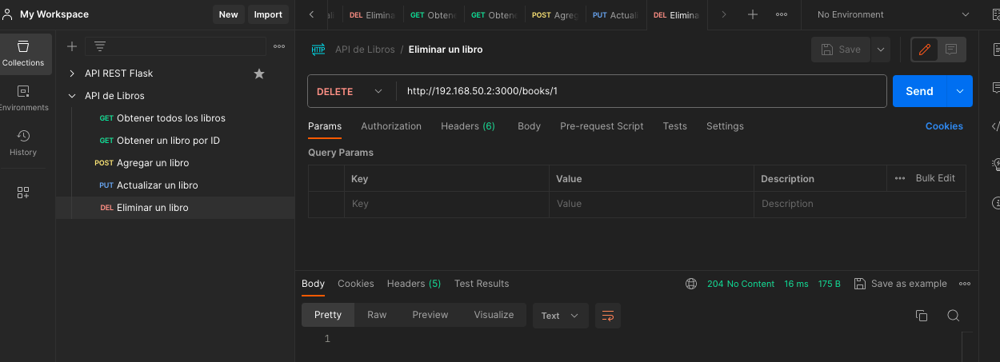 My Workspace New Import
DEL Elimina GET Obtene GET Obtene POST Agreg PUT Actuali DEL Elimina No Environment
Collections
Environments
History
API REST Flask
API de Libros
GET Obtener todos los libros
GET Obtener un libro por ID
POST Agregar un libro
PUT Actualizar un libro
DEL Eliminar un libro
HTTP API de Libros / Eliminar un libro Save
DELETE http://192.168.50.2:3000/books/1 Send
Params Authorization Headers (6) Body Pre-request Script Tests Settings Cookies
Query Params
Key Value Description Bulk Edit
Key Value Description
Body Cookies Headers (5) Test Results 204 No Content 16 ms 175 B Save as example
Pretty Raw Preview Visualize Text
1